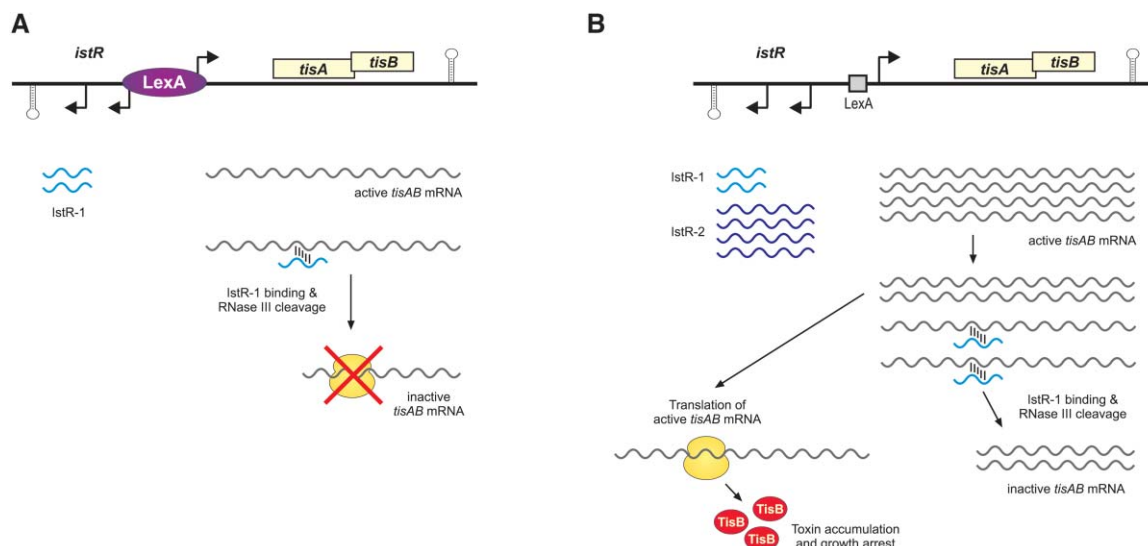 A
istR
LexA
tisA
tisB
IstR-1
active tisAB mRNA
IstR-1 binding &
RNase III cleavage
inactive
tisAB mRNA
B
istR
LexA
tisA
tisB
IstR-1
IstR-2
active tisAB mRNA
IstR-1 binding &
RNase III cleavage
inactive tisAB mRNA
Translation of
active tisAB mRNA
TisB
TisB
TisB
Toxin accumulation
and growth arrest